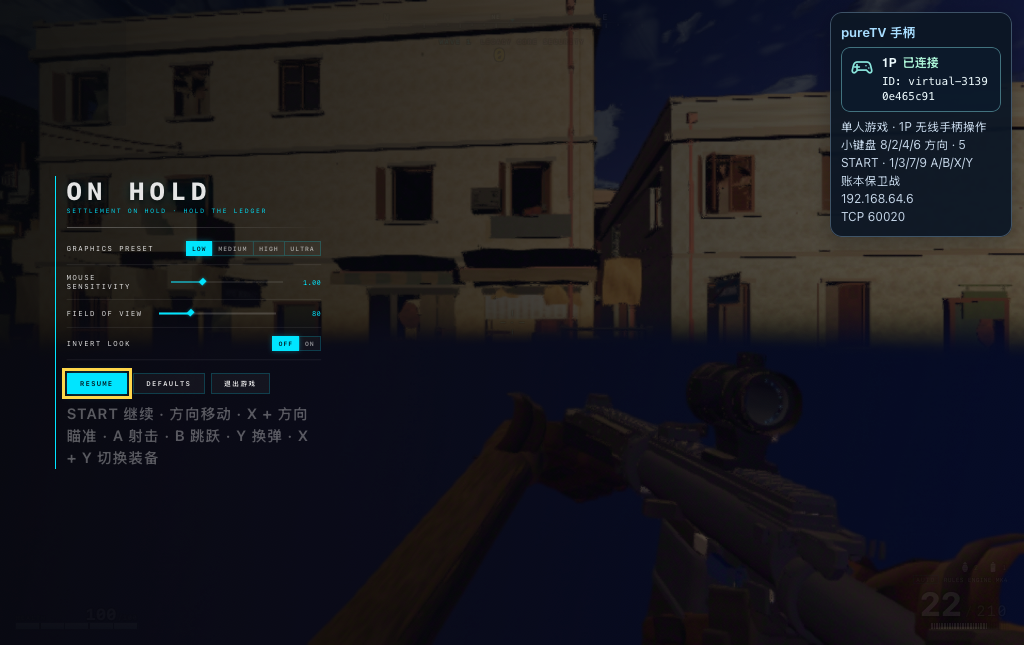 ON HOLD
SETTLEMENT ON HOLD · HOLD THE LEDGER
GRAPHICS PRESET LOW MEDIUM HIGH ULTRA
MOUSE
SENSITIVITY 1.00
FIELD OF VIEW 80
INVERT LOOK OFF ON
RESUME DEFAULTS 退出游戏
START 继续 · 方向移动 · X + 方向
瞄准 · A 射击 · B 跳跃 · Y 换弹 · X
+ Y 切换装备
pureTV 手柄
1P 已连接
ID: virtual-3139
0e465c91
单人游戏 · 1P 无线手柄操作
小键盘 8/2/4/6 方向 · 5
START · 1/3/7/9 A/B/X/Y
账本保卫战
192.168.64.6
TCP 60020
100
22 210